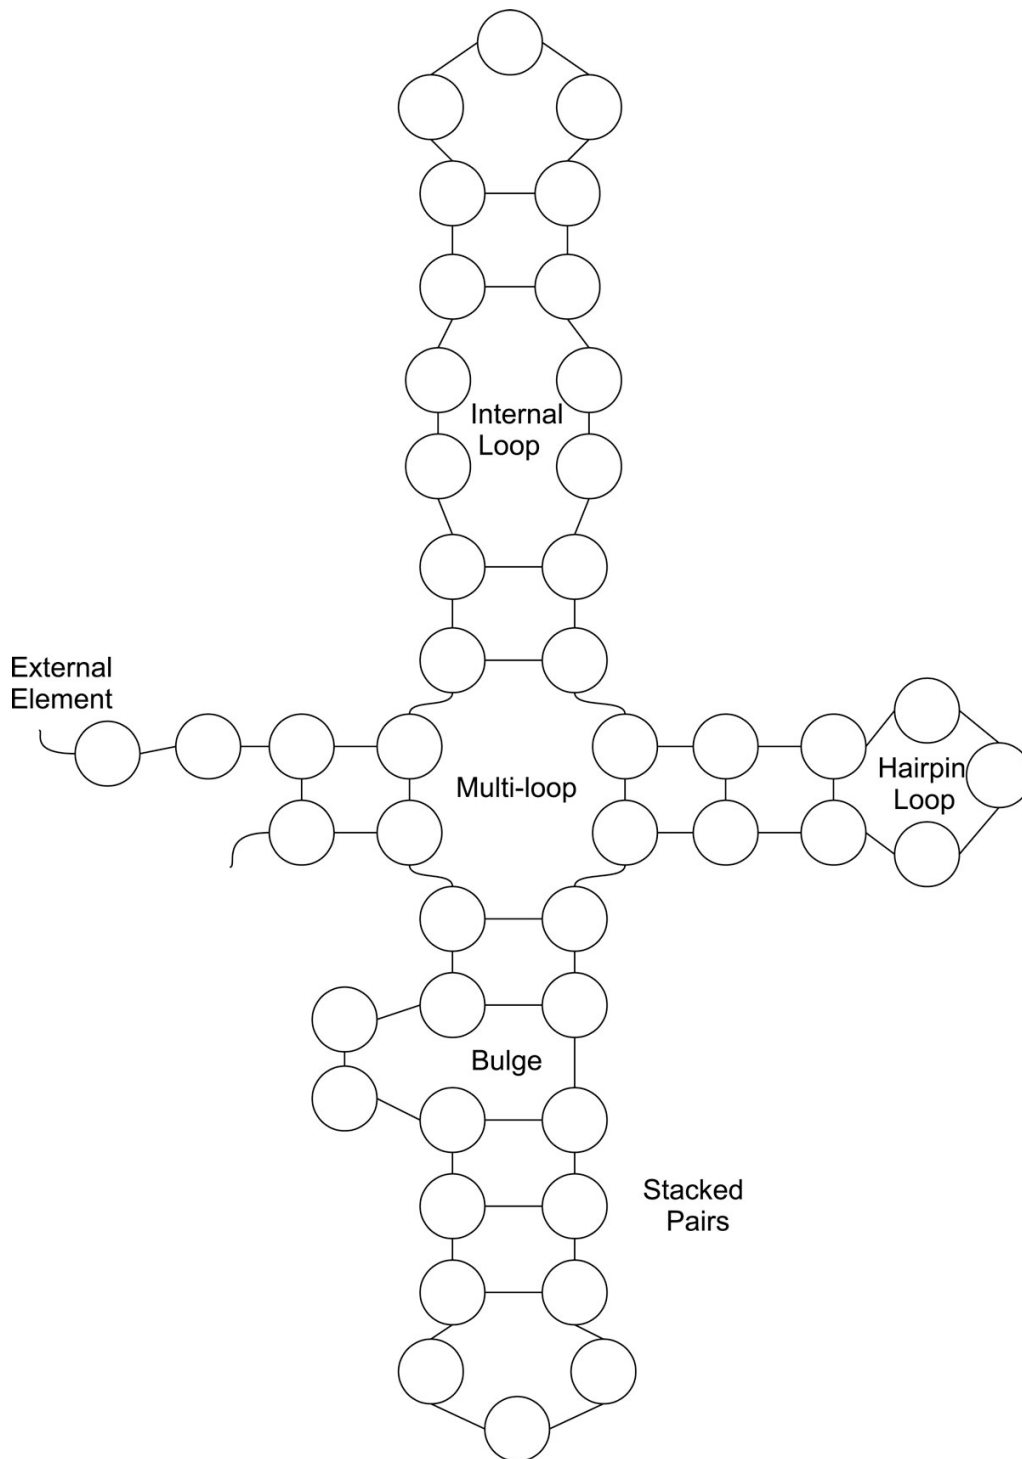 Internal
Loop
External
Element
Multi-loop
Hairpin
Loop
Bulge
Stacked
Pairs